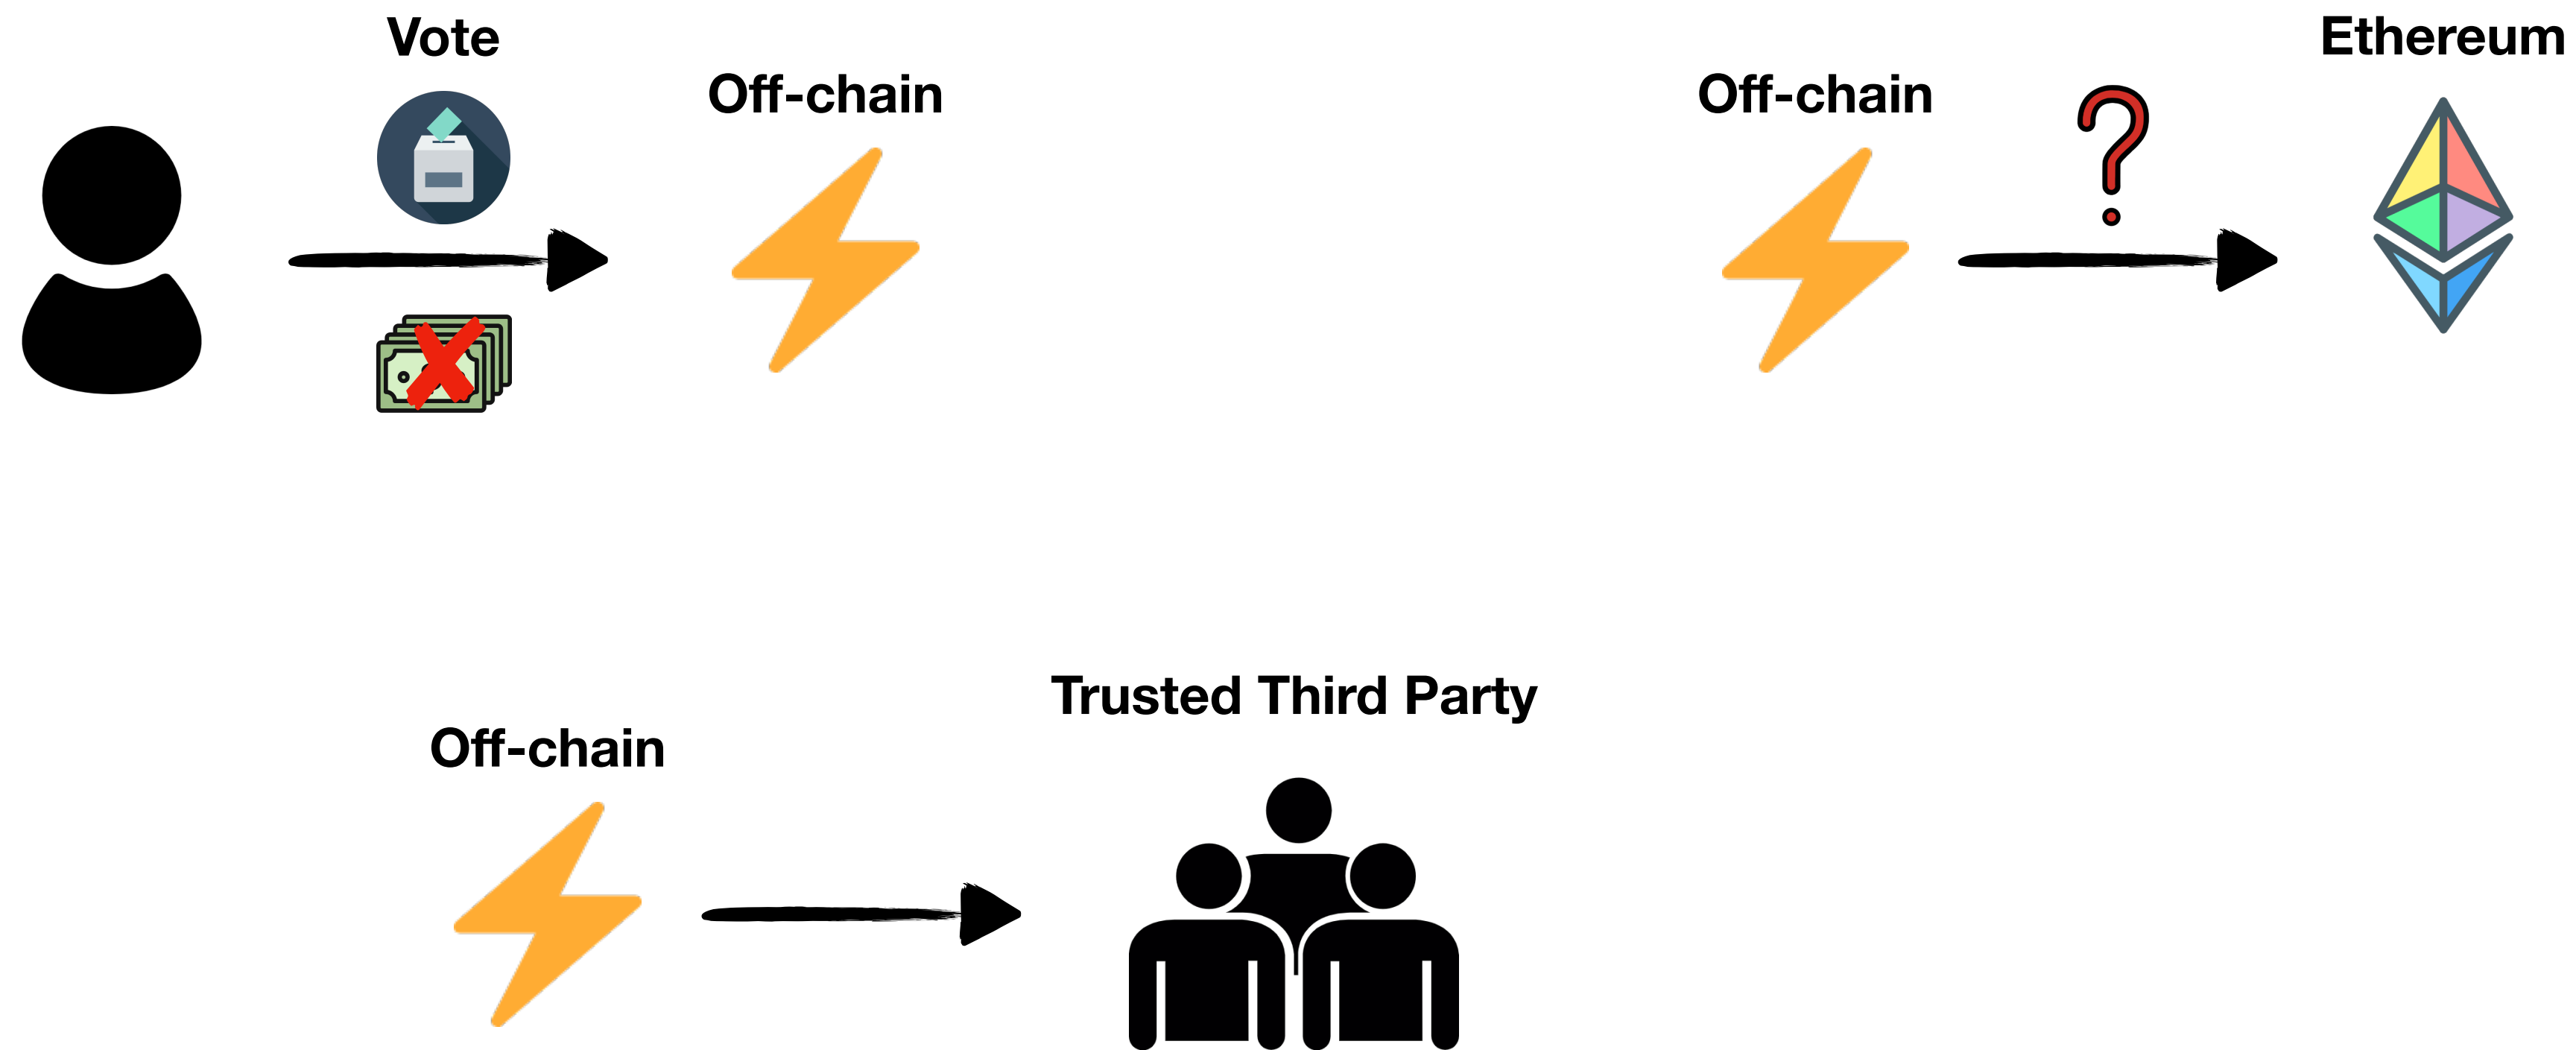 Vote
Off-chain
Off-chain
Ethereum
Trusted Third Party
Off-chain